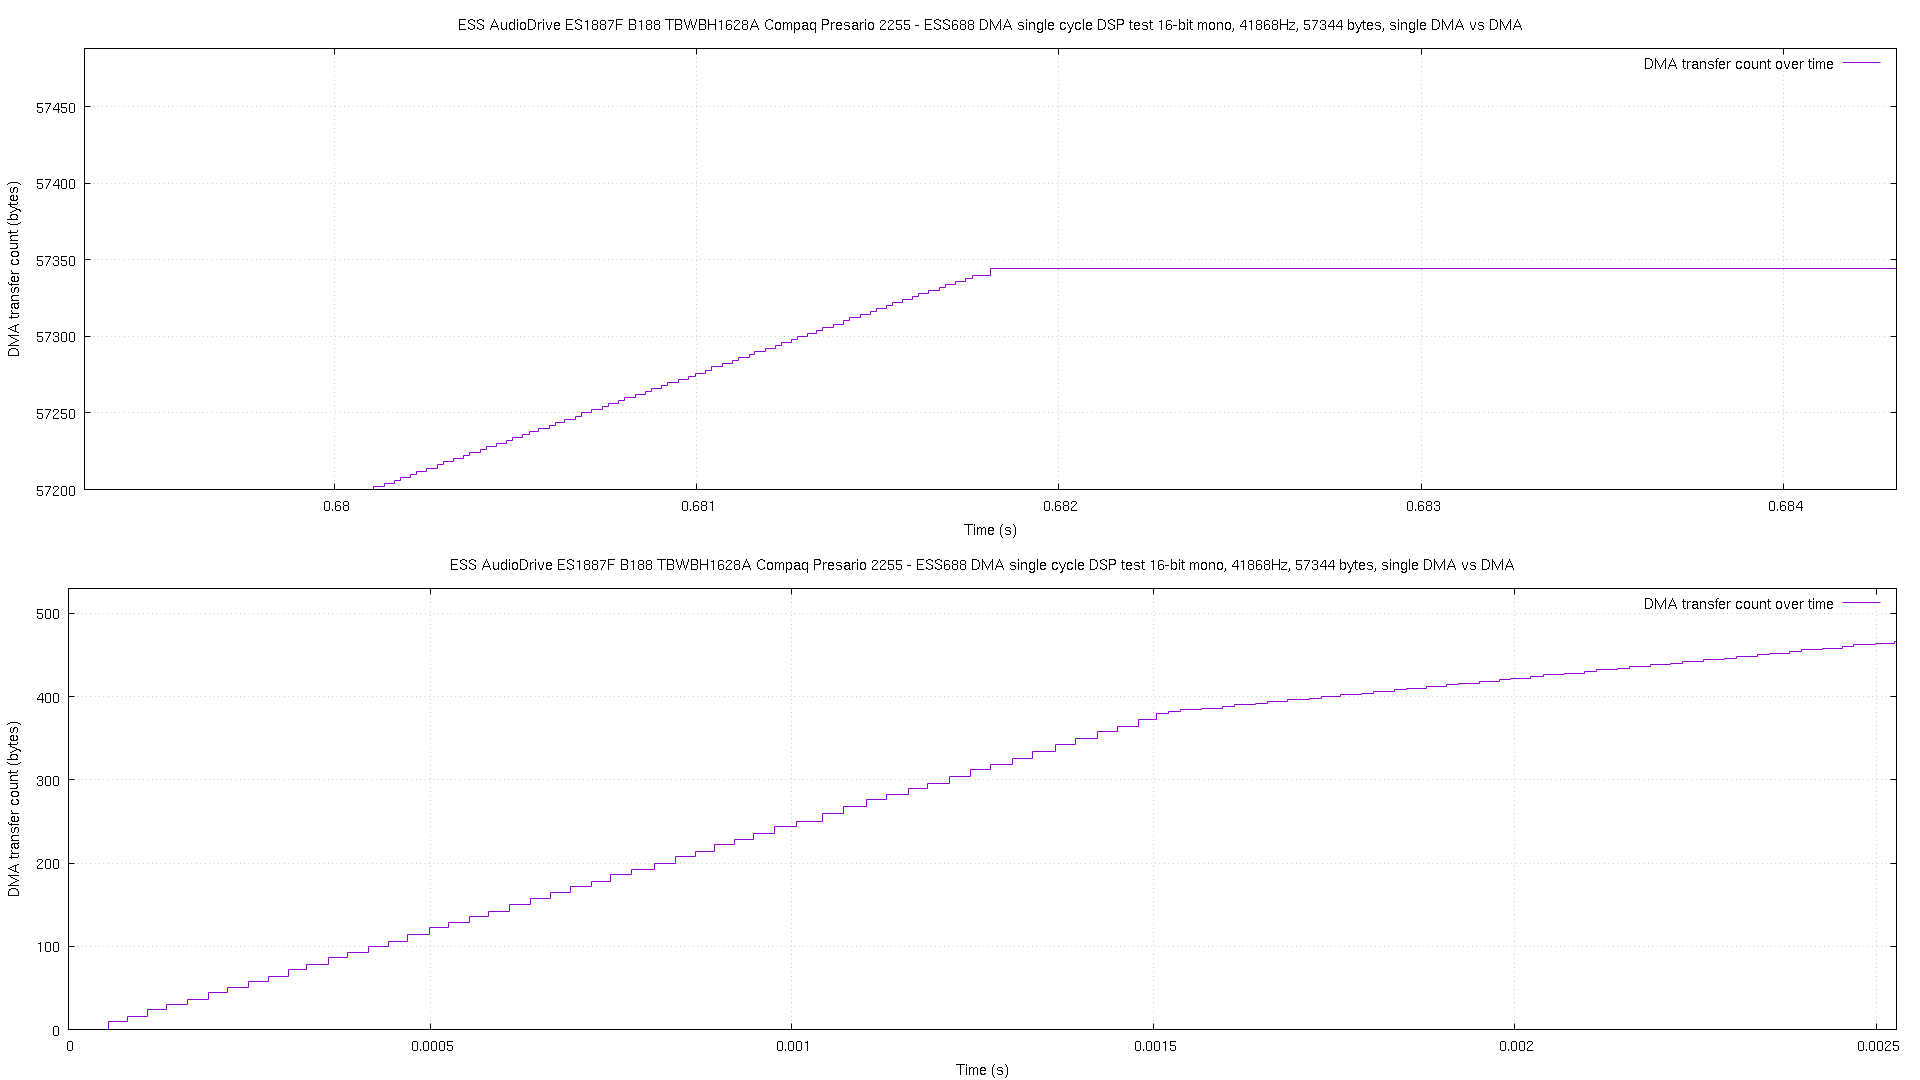 ESS AudioDrive ES1887F B188 TBWBH1628A Compaq Presario 2255 - ESS688 DMA single cycle DSP test 16-bit mono, 41868Hz, 57344 bytes, single DMA vs DMA
DMA transfer count over time
57450
57400
57350
57300
57250
57200
DMA transfer count (bytes)
0.68 0.681 0.682 0.683 0.684
Time (s)
ESS AudioDrive ES1887F B188 TBWBH1628A Compaq Presario 2255 - ESS688 DMA single cycle DSP test 16-bit mono, 41868Hz, 57344 bytes, single DMA vs DMA
DMA transfer count over time
500
400
300
200
100
0
DMA transfer count (bytes)
0 0.0005 0.001 0.0015 0.002 0.0025
Time (s)